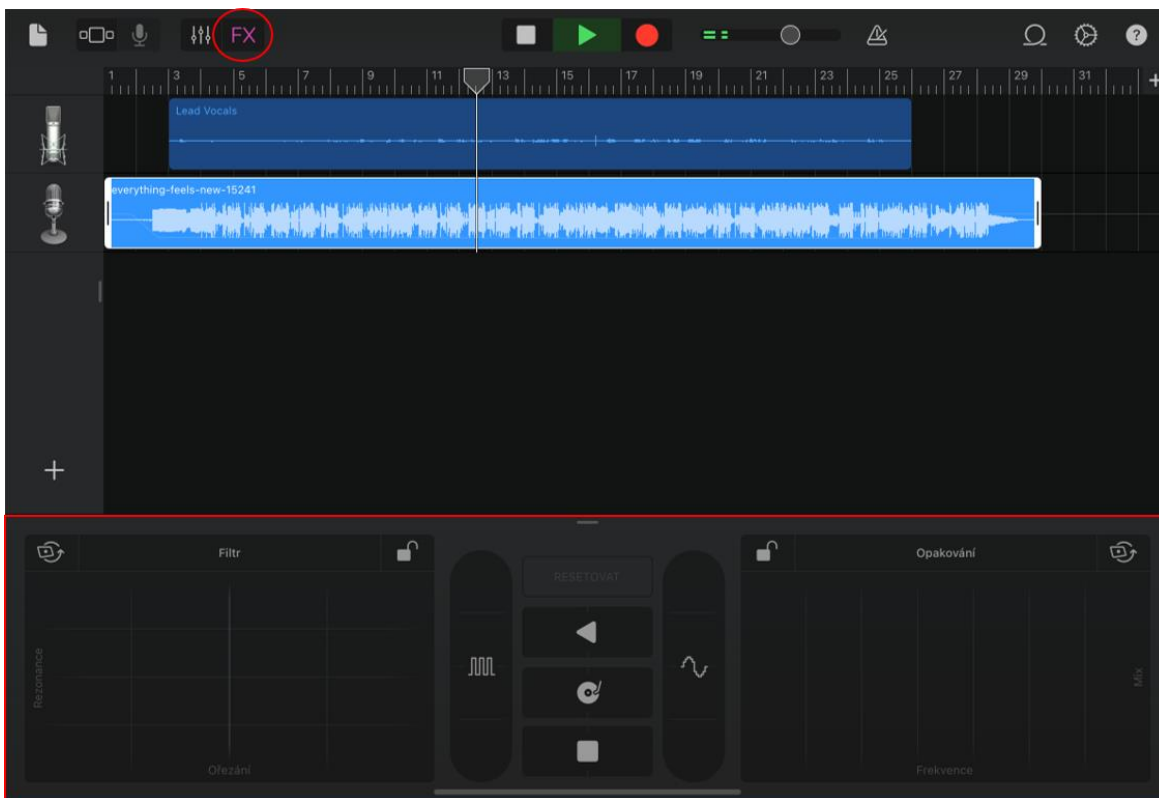 FX
?
1 3 5 7 9 11 13 15 17 19 21 23 25 27 29 31 +
Lead Vocals
everything-feels-new-15241
+
Filtr
RESETOVAT
Opakování
Rezonance
Mix
Ořezání
Frekvence